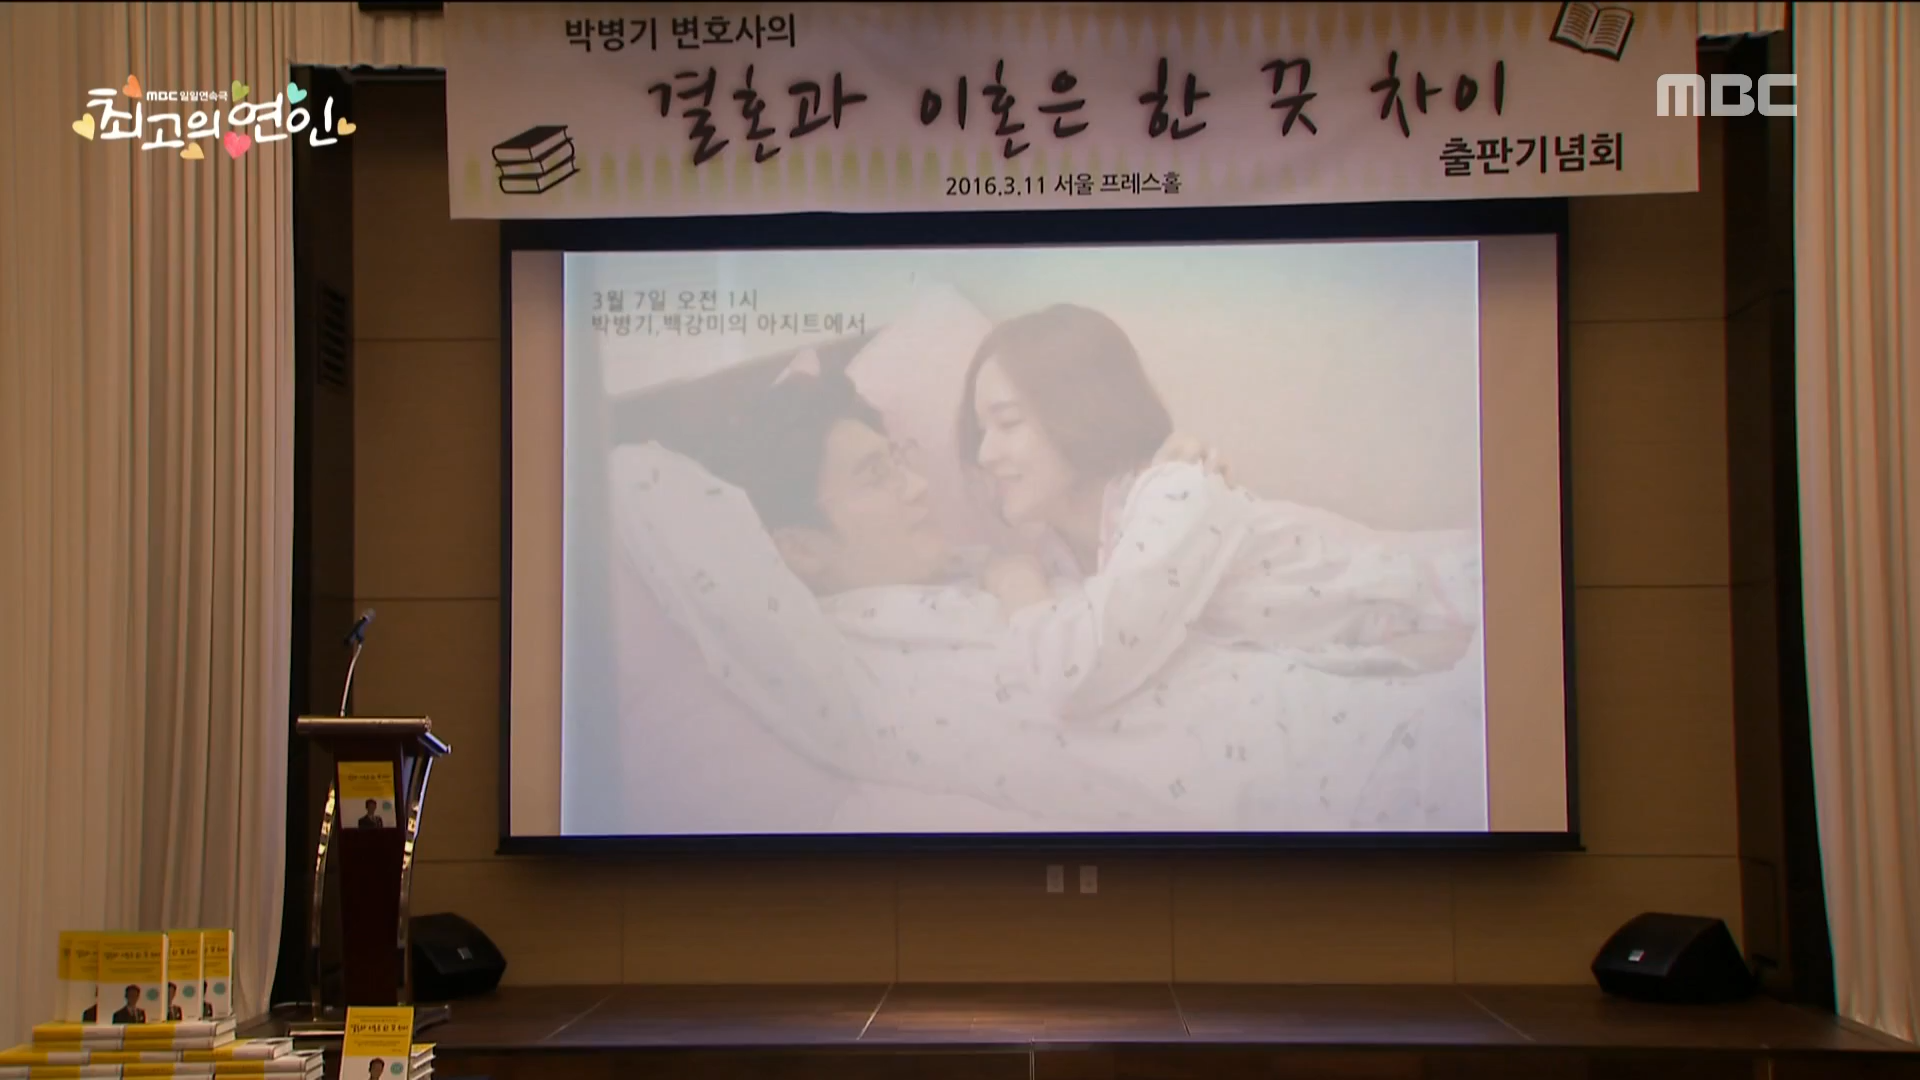 박병기 변호사의
결혼과 이혼은 한 끗 차이
출판기념회
2016.3.11 서울 프레스홀
MBC 일일연속극
최고의 연인
MBC
3월 7일 오전 1시
박병기,백강미의 아지트에서